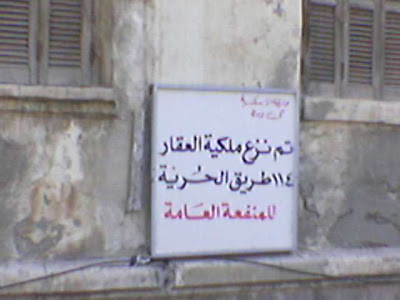 تم نزع ملكية العقار
١١٤ طريق الحرية
للمنفعة العامة